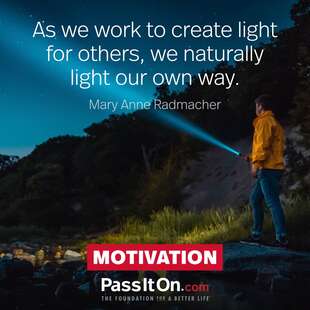 As we work to create light
for others, we naturally
light our own way.
Mary Anne Radmacher
MOTIVATION
PassItOn.com
THE FOUNDATION FOR A BETTER LIFE